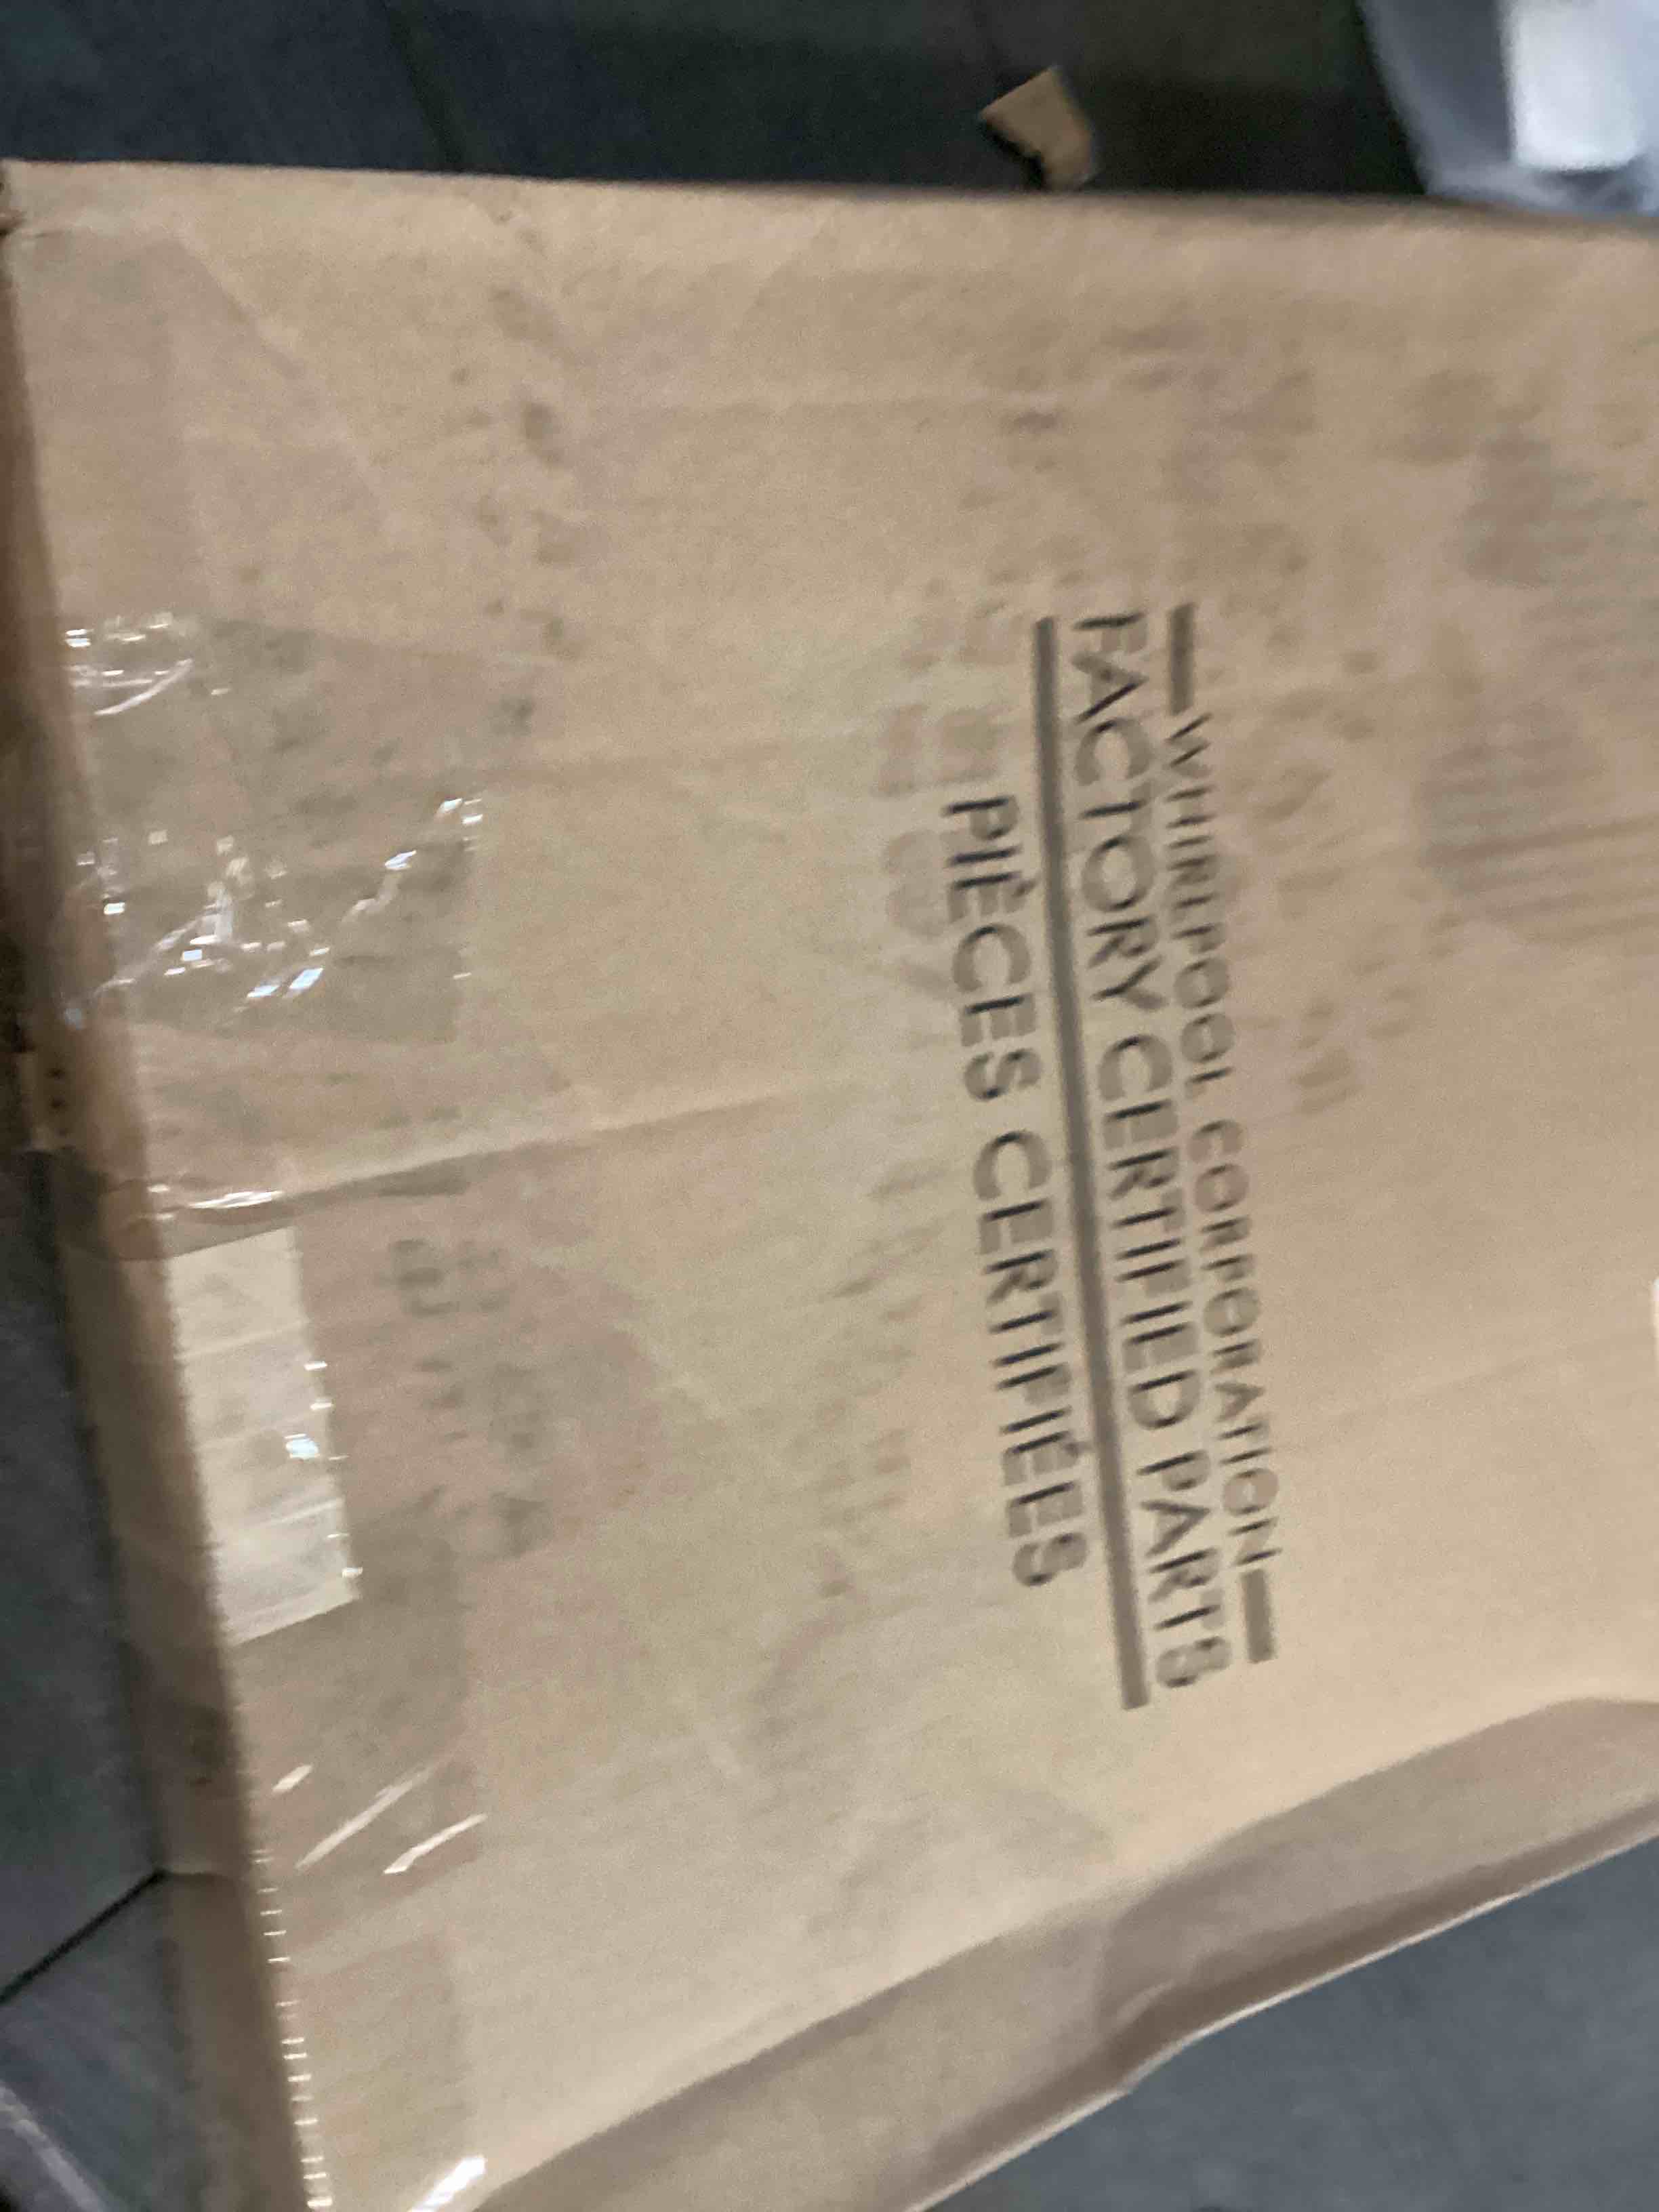 WHIRLPOOL CORPORATION
FACTORY CERTIFIED PARTS
PIÈCES CERTIFIÉES